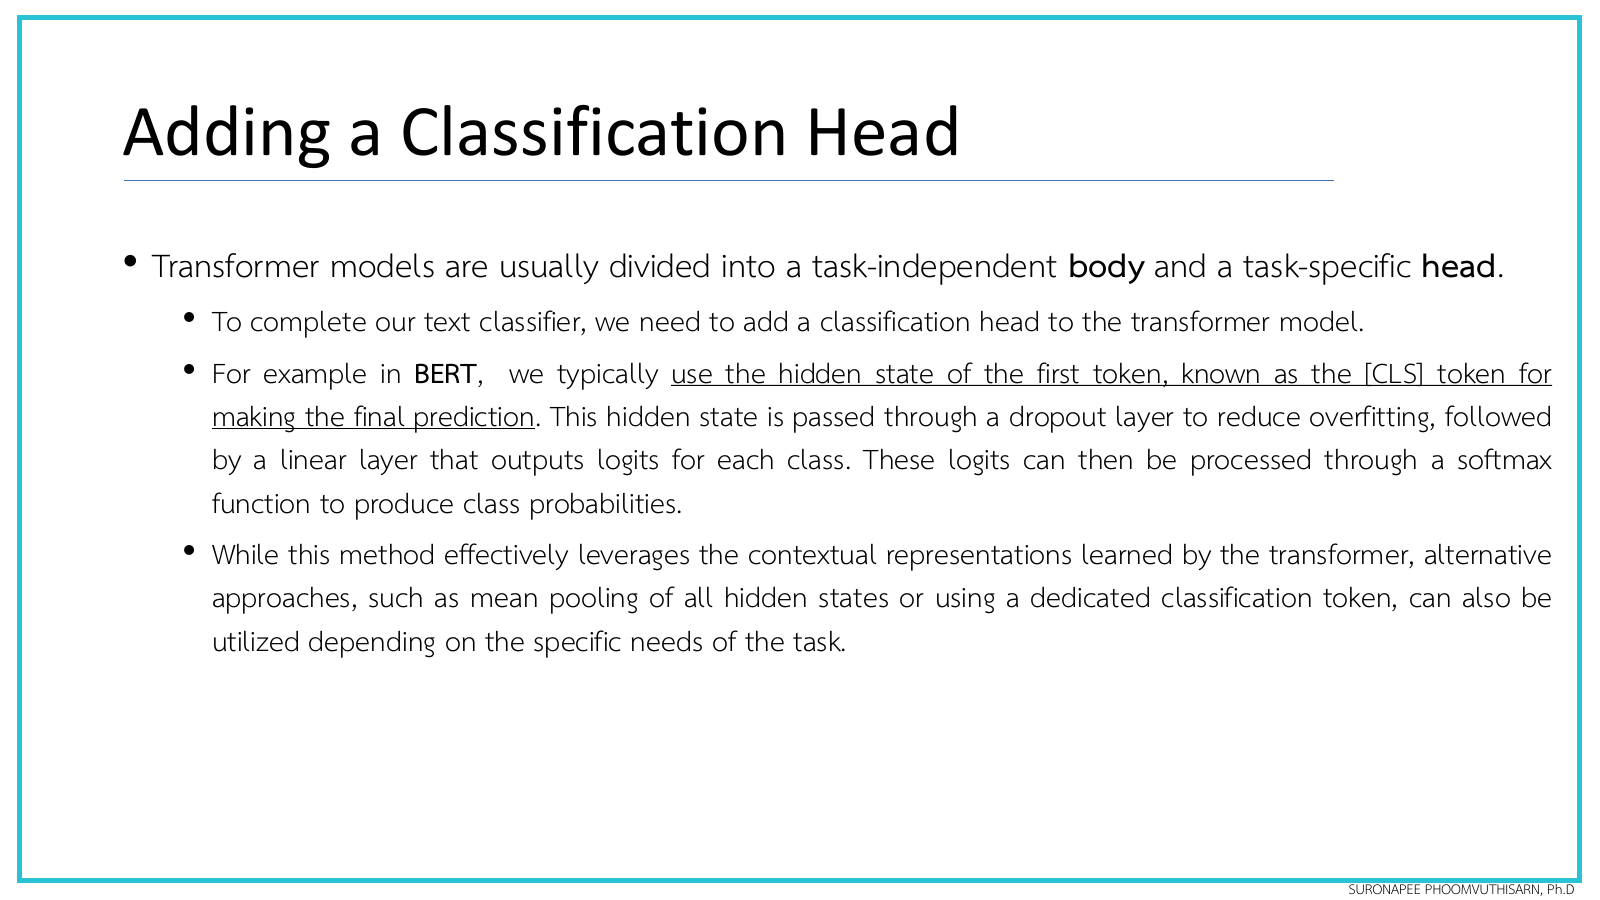 Adding a Classification Head
• Transformer models are usually divided into a task-independent body and a task-specific head.
• To complete our text classifier, we need to add a classification head to the transformer model.
• For example in BERT, we typically use the hidden state of the first token, known as the [CLS] token for
making the final prediction. This hidden state is passed through a dropout layer to reduce overfitting, followed
by a linear layer that outputs logits for each class. These logits can then be processed through a softmax
function to produce class probabilities.
• While this method effectively leverages the contextual representations learned by the transformer, alternative
approaches, such as mean pooling of all hidden states or using a dedicated classification token, can also be
utilized depending on the specific needs of the task.
SURONAPEE PHOOMVUTHISARN, Ph.D